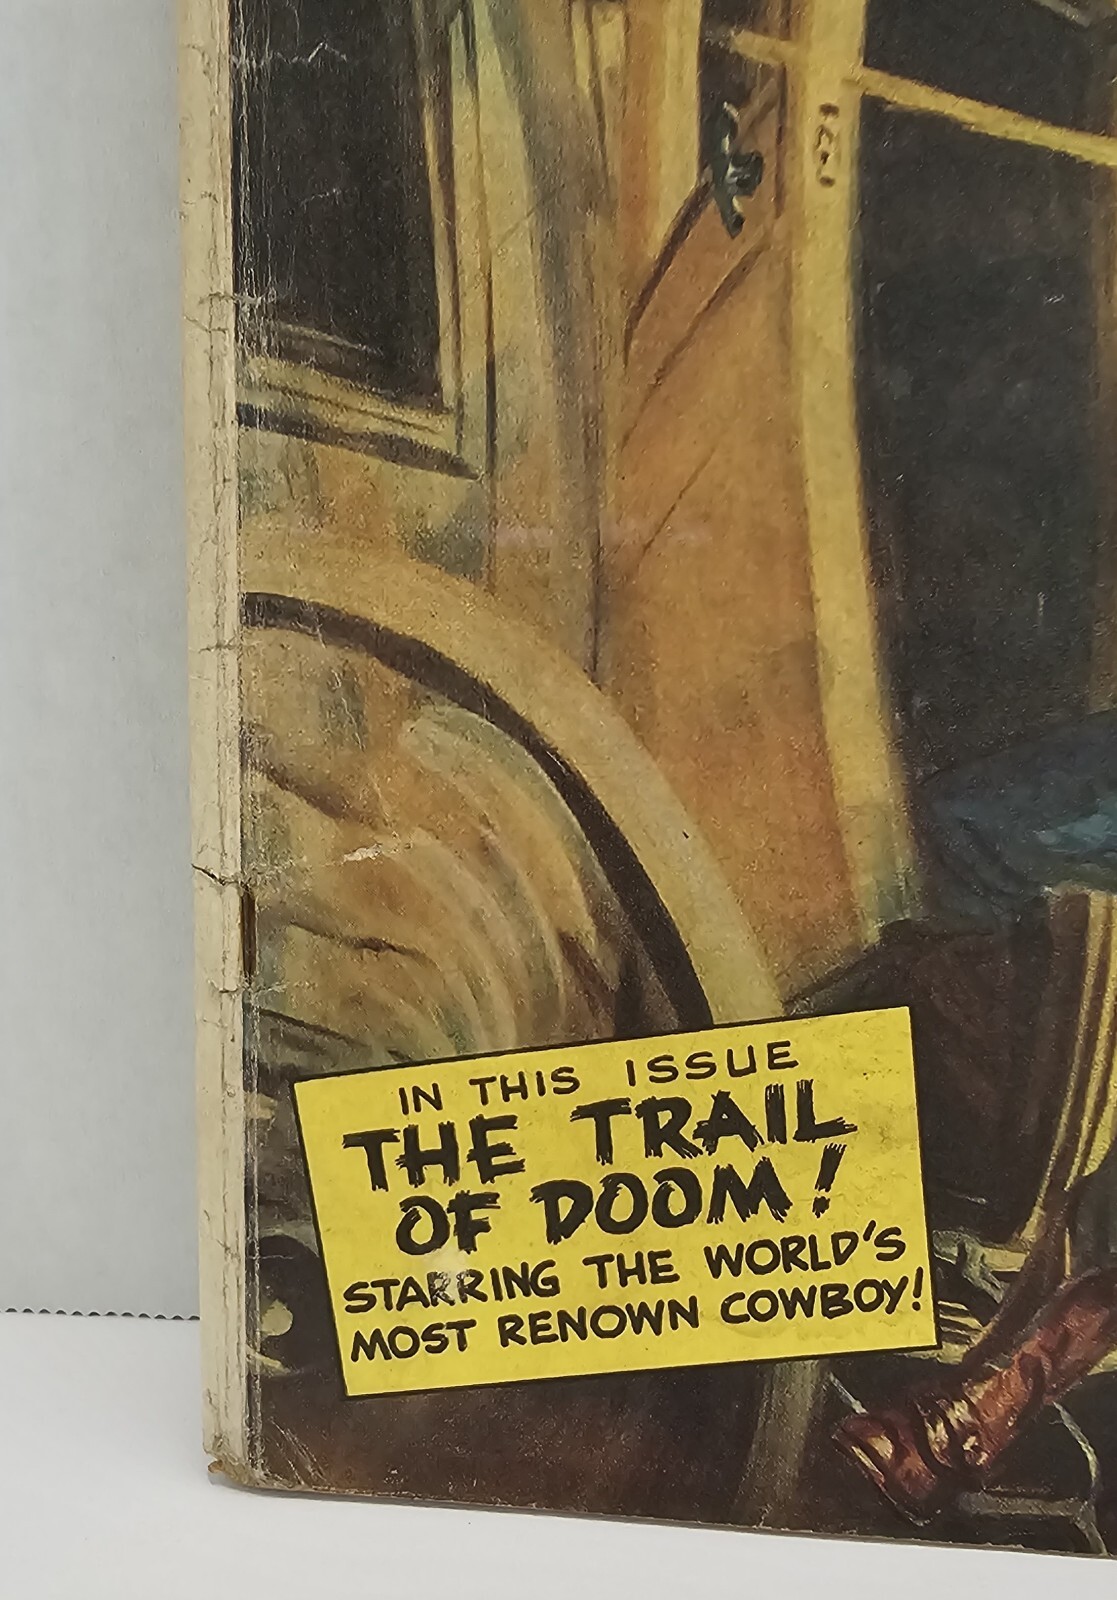 IN THIS ISSUE
THE TRAIL
OF DOOM!
STARRING THE WORLD'S
MOST RENOWN COWBOY!